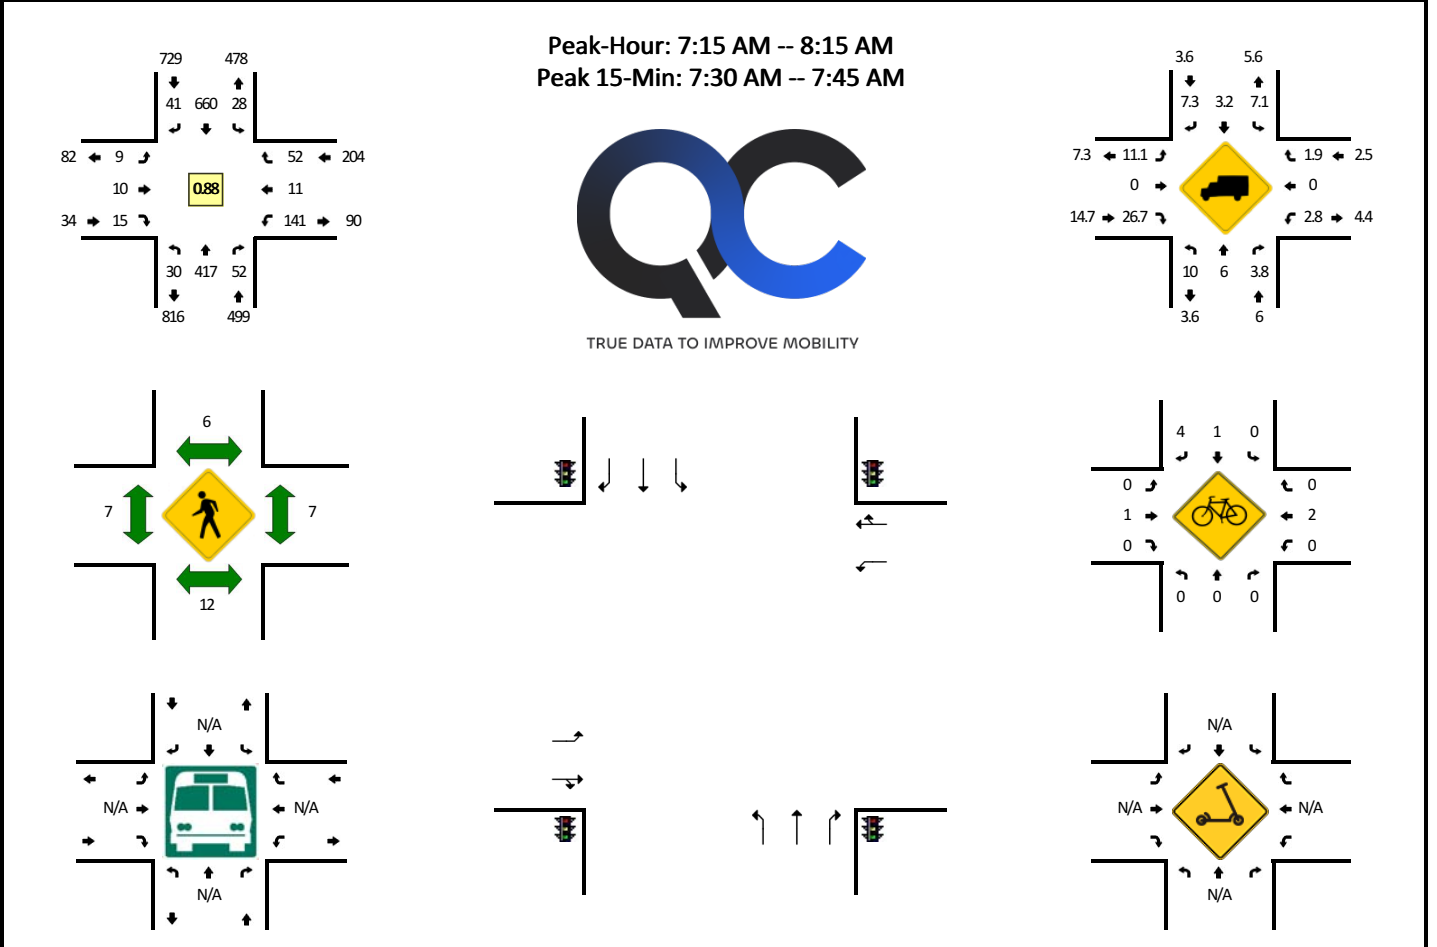 Peak-Hour: 7:15 AM -- 8:15 AM
Peak 15-Min: 7:30 AM -- 7:45 AM
729 478
41 660 28
82 9 52 204
10 0.88 11
34 15 141 90
30 417 52
816 499
TRUE DATA TO IMPROVE MOBILITY
3.6 5.6
7.3 3.2 7.1
7.3 11.1 1.9 2.5
0 0
14.7 26.7 2.8 4.4
10 6 3.8
3.6 6
6
7 7
12
4 1 0
0 0
1 2
0 0
0 0 0
N/A
N/A N/A
N/A
N/A
N/A N/A
N/A